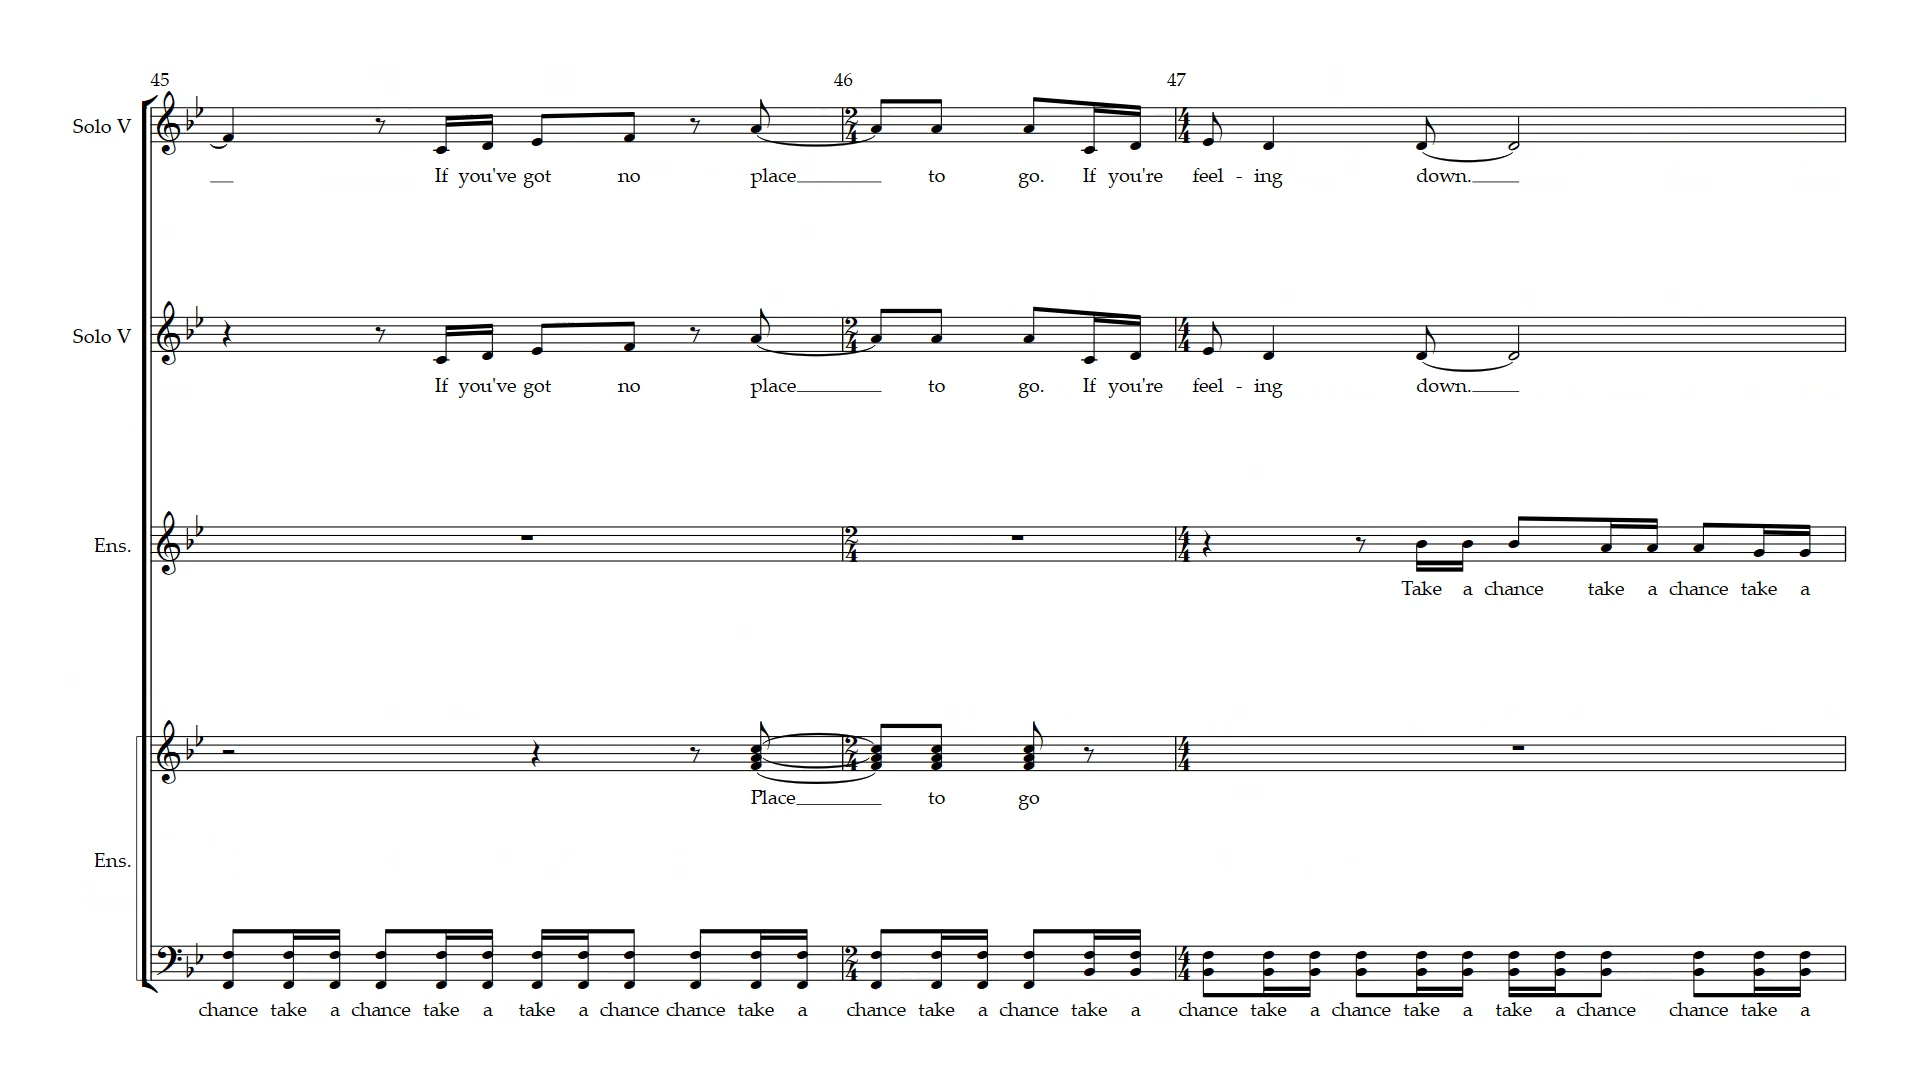 45 46 47
Solo V
If you've got no place to go. If you're feel - ing down.
Solo V
If you've got no place to go. If you're feel - ing down.
Ens.
Take a chance take a chance take a
Place to go
Ens.
chance take a chance take a take a chance chance take a chance take a chance take a chance take a chance take a take a chance chance take a